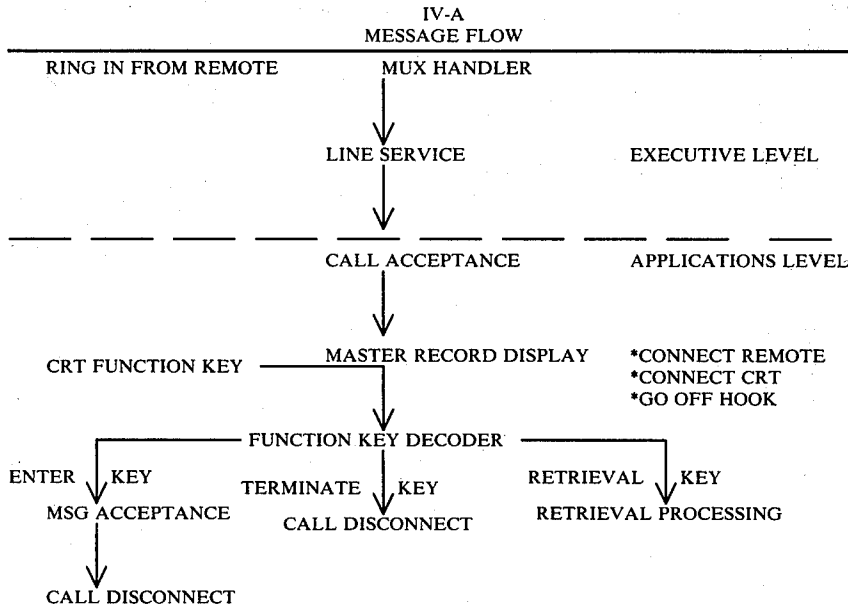 IV-A
MESSAGE FLOW
RING IN FROM REMOTE MUX HANDLER
LINE SERVICE EXECUTIVE LEVEL
CALL ACCEPTANCE APPLICATIONS LEVEL
MASTER RECORD DISPLAY *CONNECT REMOTE
CRT FUNCTION KEY *CONNECT CRT
*GO OFF HOOK
FUNCTION KEY DECODER
ENTER KEY TERMINATE KEY RETRIEVAL KEY
MSG ACCEPTANCE CALL DISCONNECT RETRIEVAL PROCESSING
CALL DISCONNECT